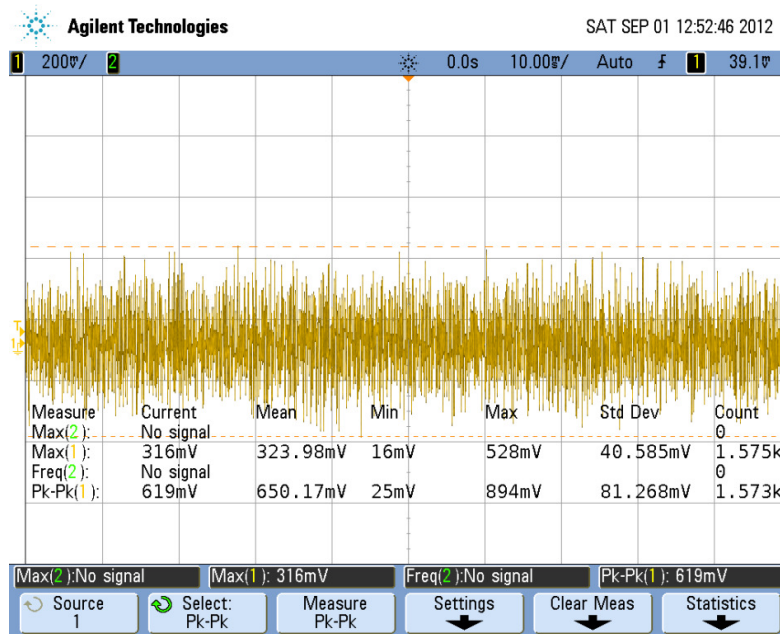 Agilent Technologies SAT SEP 01 12:52:46 2012
1 200mV/ 2 0.0s 10.00ms/ Auto 1 39.1mV
T
1
Measure Current Mean Min Max Std Dev Count
Max(2): No signal 0
Max(1): 316mV 323.98mV 16mV 528mV 40.585mV 1.575k
Freq(2): No signal 0
Pk-Pk(1): 619mV 650.17mV 25mV 894mV 81.268mV 1.573k
Max(2):No signal Max(1): 316mV Freq(2):No signal Pk-Pk(1): 619mV
Source Select: Measure Settings Clear Meas Statistics
1 Pk-Pk Pk-Pk